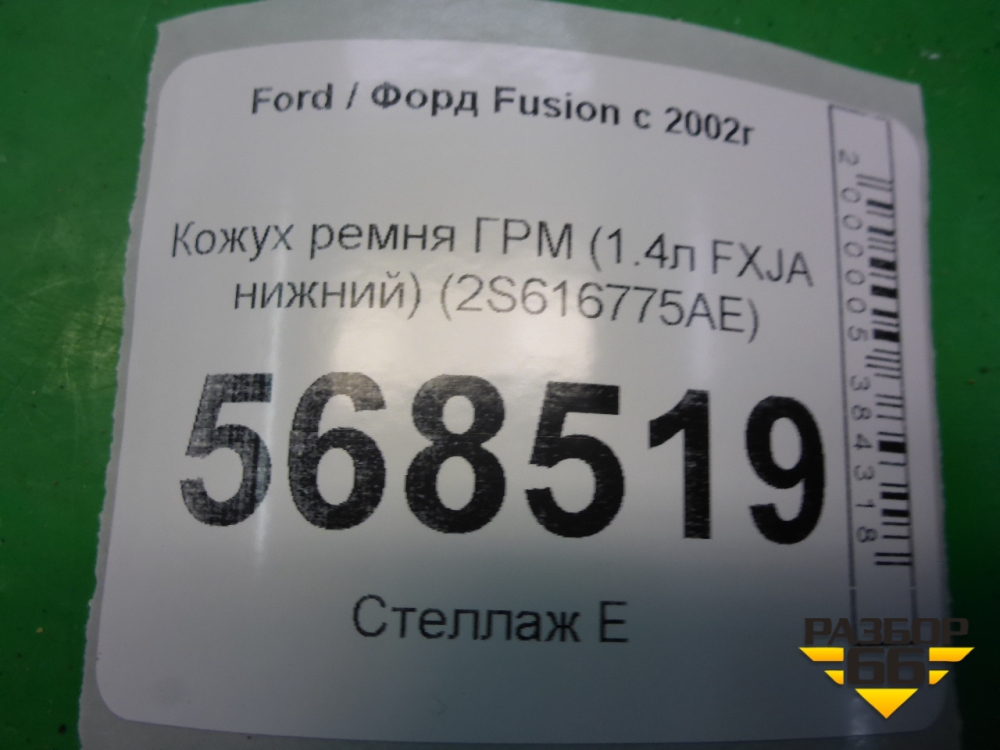 Ford / Форд Fusion с 2002г
Кожух ремня ГРМ (1.4л FXJA
нижний) (2S616775AE)
568519
Стеллаж Е
2000005384318
РАЗБОР
66